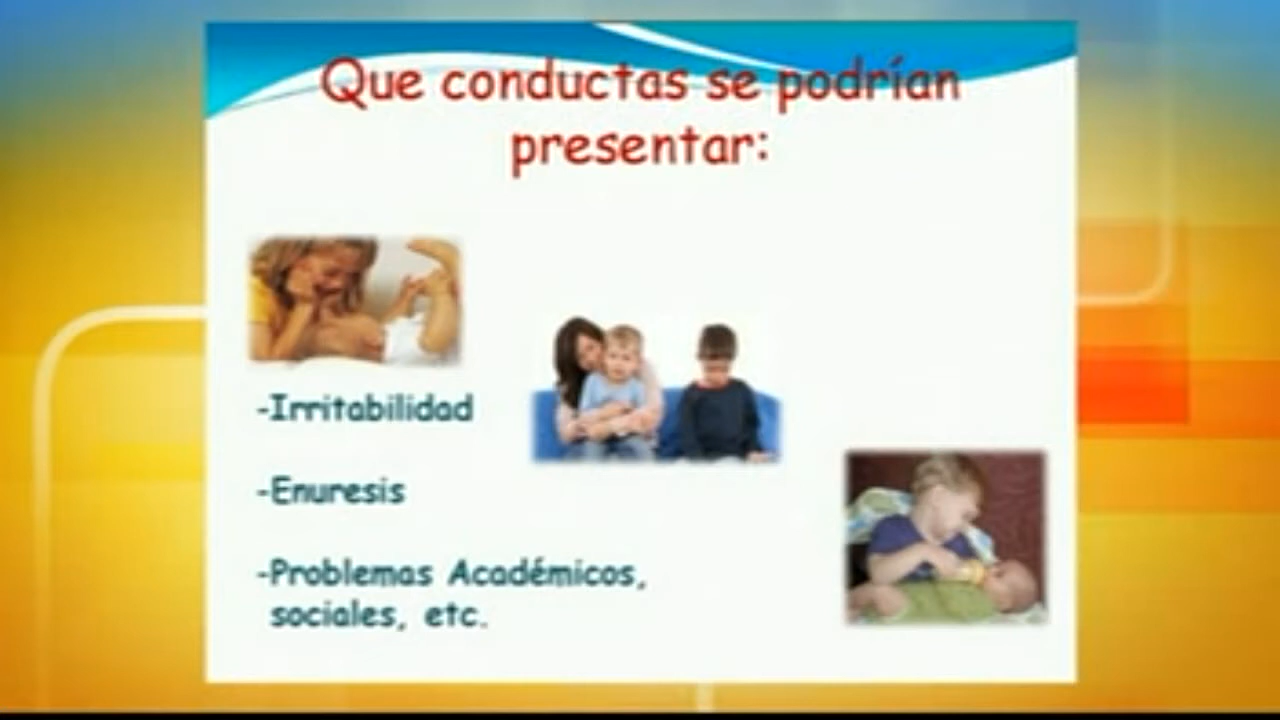 Que conductas se podrían
presentar:
-Irritabilidad
-Enuresis
-Problemas Académicos,
sociales, etc.